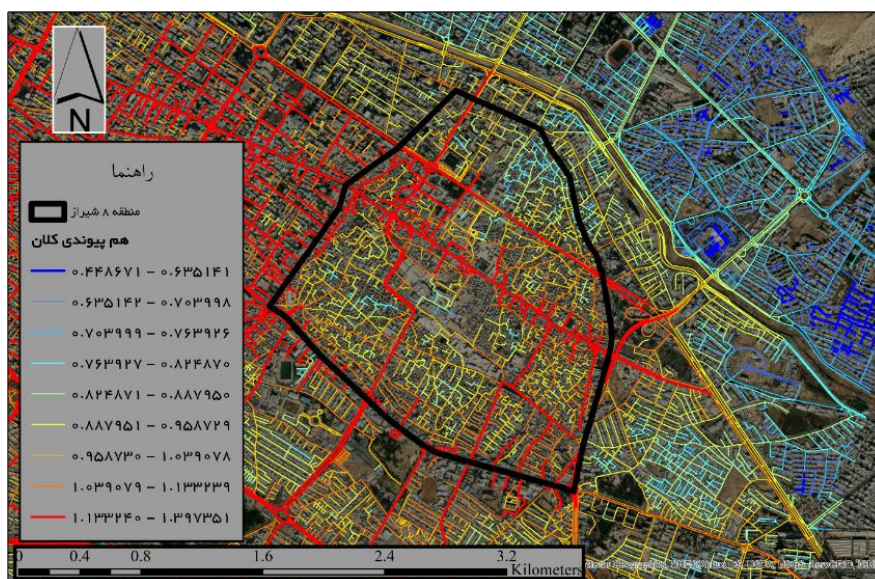 N
راهنما
منطقه ۸ شیراز
هم پیوندی کلان
۰.۴۴۸۶۷۱ - ۰.۶۳۵۱۴۱
۰.۶۳۵۱۴۲ - ۰.۷۰۳۹۹۸
۰.۷۰۳۹۹۹ - ۰.۷۶۳۹۲۶
۰.۷۶۳۹۲۷ - ۰.۸۲۴۸۷۰
۰.۸۲۴۸۷۱ - ۰.۸۸۷۹۵۰
۰.۸۸۷۹۵۱ - ۰.۹۵۸۷۲۹
۰.۹۵۸۷۳۰ - ۱.۰۳۹۰۷۸
۱.۰۳۹۰۷۹ - ۱.۱۳۳۲۳۹
۱.۱۳۳۲۴۰ - ۱.۳۹۷۳۵۱
0 0.4 0.8 1.6 2.4 3.2
Kilometers